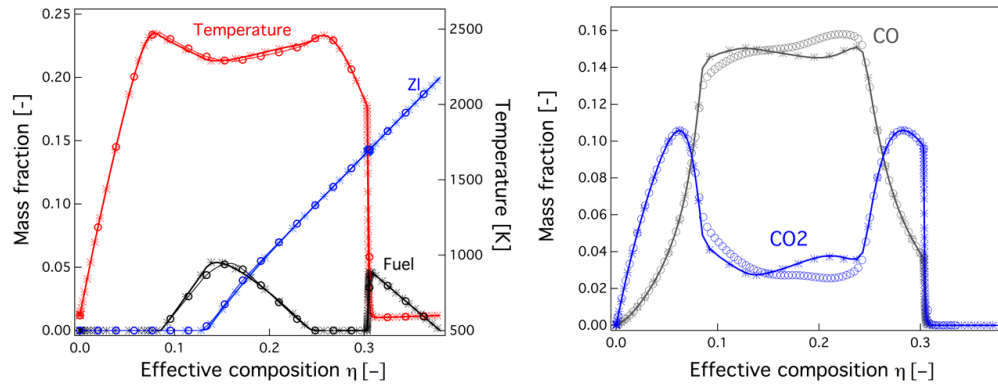 0.25
0.20
0.15
0.10
0.05
0.00
Mass fraction [-]
Temperature
ZI
Fuel
2500
2000
1500
1000
500
Temperature [K]
0.0
0.1
0.2
0.3
Effective composition η [-]
0.16
0.14
0.12
0.10
0.08
0.06
0.04
0.02
0.00
Mass fraction [-]
CO
CO2
0.0
0.1
0.2
0.3
Effective composition η [-]